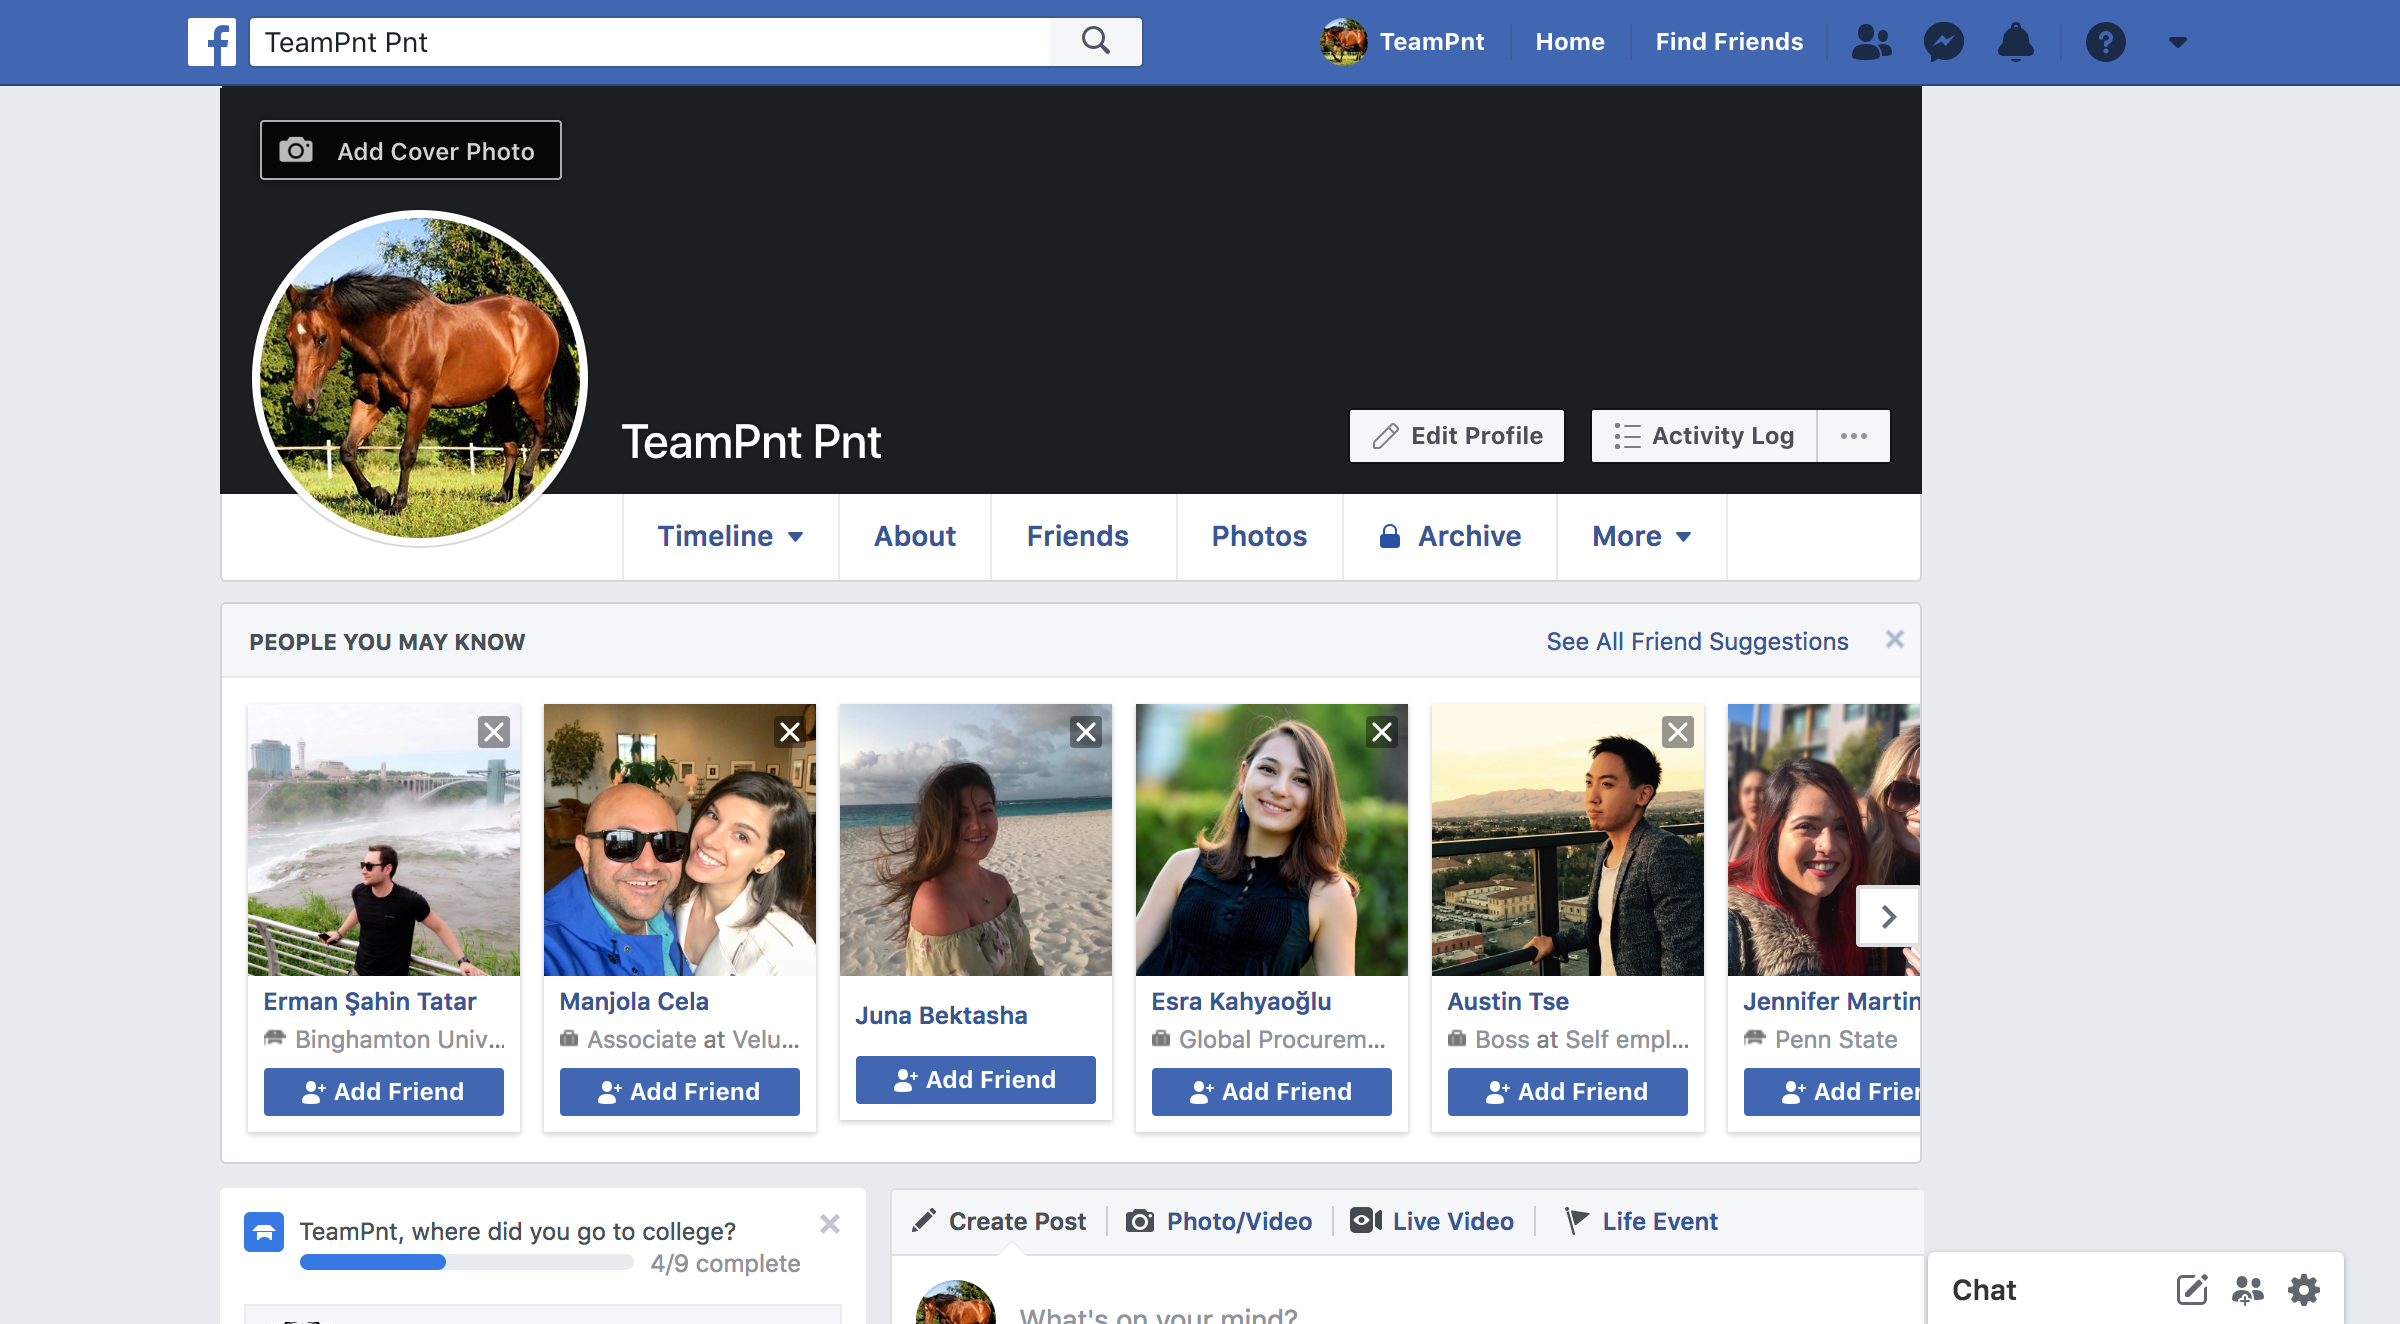 TeamPnt Pnt
TeamPnt
Home
Find Friends
Add Cover Photo
TeamPnt Pnt
Edit Profile
Activity Log
Timeline
About
Friends
Photos
Archive
More
PEOPLE YOU MAY KNOW
See All Friend Suggestions
Erman Şahin Tatar
Binghamton Univ...
Add Friend
Manjola Cela
Associate at Velu...
Add Friend
Juna Bektasha
Add Friend
Esra Kahyaoğlu
Global Procurem...
Add Friend
Austin Tse
Boss at Self empl...
Add Friend
Jennifer Martin
Penn State
Add Frien
TeamPnt, where did you go to college?
4/9 complete
Create Post
Photo/Video
Live Video
Life Event
What's on your mind?
Chat